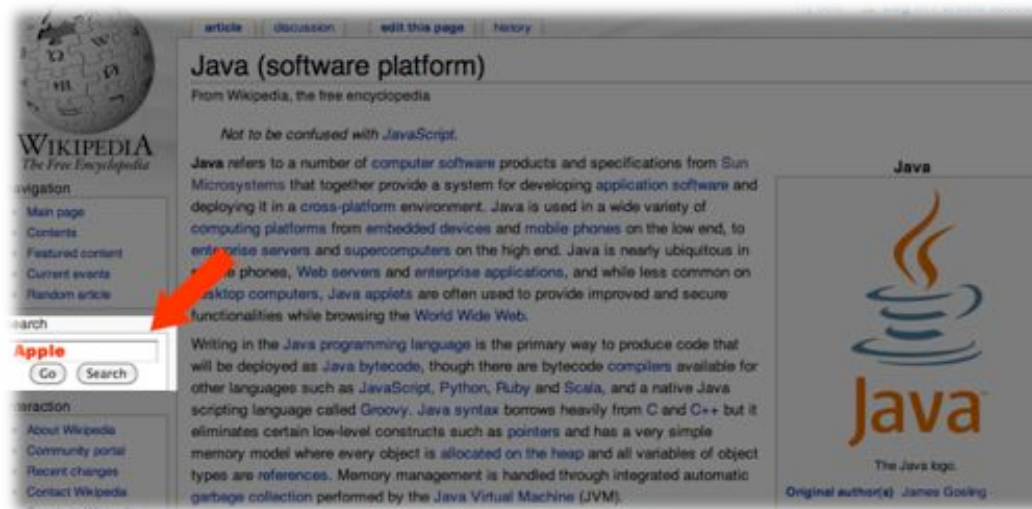 article discussion edit this page history
Java (software platform)
From Wikipedia, the free encyclopedia
Not to be confused with JavaScript.
WIKIPEDIA
The Free Encyclopedia
Java refers to a number of computer software products and specifications from Sun
Microsystems that together provide a system for developing application software and
deploying it in a cross-platform environment. Java is used in a wide variety of
computing platforms from embedded devices and mobile phones on the low end, to
enterprise servers and supercomputers on the high end. Java is nearly ubiquitous in
phones, Web servers and enterprise applications, and while less common on
desktop computers, Java applets are often used to provide improved and secure
functionalities while browsing the World Wide Web.
Writing in the Java programming language is the primary way to produce code that
will be deployed as Java bytecode, though there are bytecode compilers available for
other languages such as JavaScript, Python, Ruby and Scala, and a native Java
scripting language called Groovy. Java syntax borrows heavily from C and C++ but it
eliminates certain low-level constructs such as pointers and has a very simple
memory model where every object is allocated on the heap and all variables of object
types are references. Memory management is handled through integrated automatic
garbage collection performed by the Java Virtual Machine (JVM).
avigation
Main page
Contents
Featured content
Current events
Random article
earch
Apple
Go Search
teraction
About Wikipedia
Community portal
Recent changes
Contact Wikipedia
Java
Java
The Java logo.
Original author(s) James Gosling